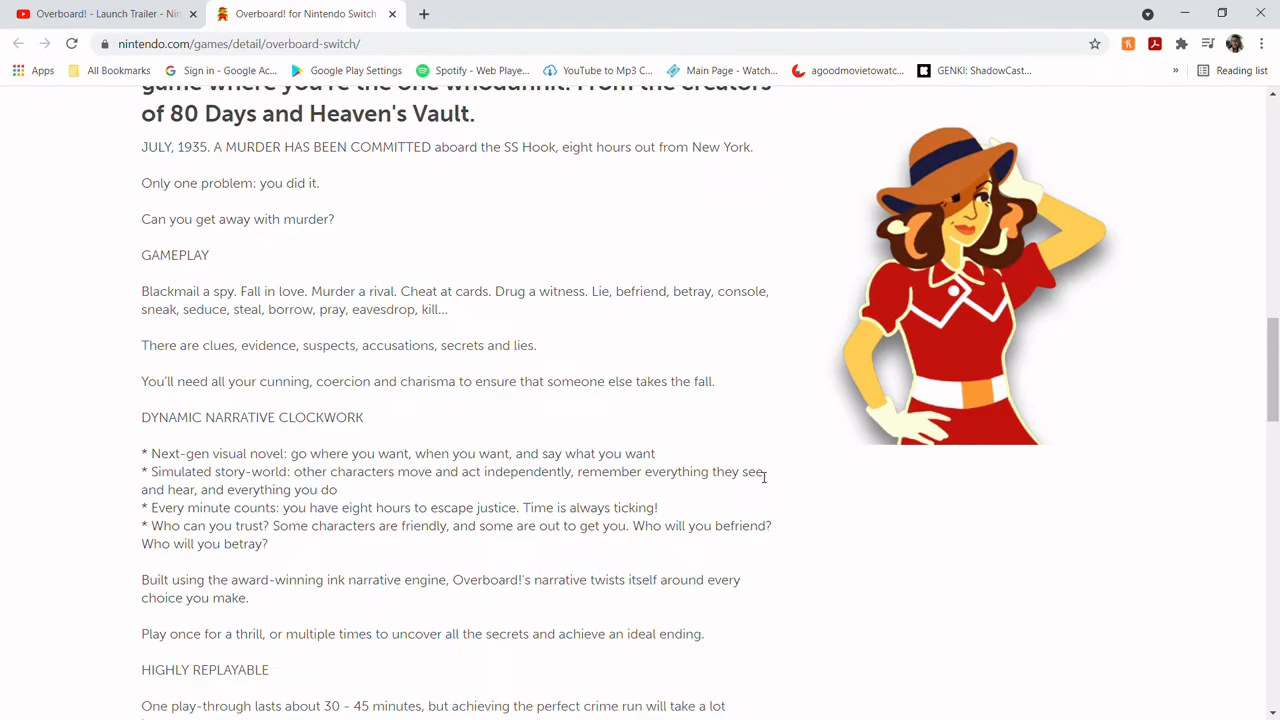 Overboard! - Launch Trailer - Nin
Overboard! for Nintendo Switch
nintendo.com/games/detail/overboard-switch/
Apps
All Bookmarks
Sign in - Google Ac...
Google Play Settings
Spotify - Web Playe...
YouTube to Mp3 C...
Main Page - Watch...
agoodmovietowatc...
GENKI: ShadowCast...
»
Reading list
game where you're the one whodunnit! From the creators
of 80 Days and Heaven's Vault.
JULY, 1935. A MURDER HAS BEEN COMMITTED aboard the SS Hook, eight hours out from New York.
Only one problem: you did it.
Can you get away with murder?
GAMEPLAY
Blackmail a spy. Fall in love. Murder a rival. Cheat at cards. Drug a witness. Lie, befriend, betray, console,
sneak, seduce, steal, borrow, pray, eavesdrop, kill...
There are clues, evidence, suspects, accusations, secrets and lies.
You'll need all your cunning, coercion and charisma to ensure that someone else takes the fall.
DYNAMIC NARRATIVE CLOCKWORK
* Next-gen visual novel: go where you want, when you want, and say what you want
* Simulated story-world: other characters move and act independently, remember everything they see
and hear, and everything you do
* Every minute counts: you have eight hours to escape justice. Time is always ticking!
* Who can you trust? Some characters are friendly, and some are out to get you. Who will you befriend?
Who will you betray?
Built using the award-winning ink narrative engine, Overboard!'s narrative twists itself around every
choice you make.
Play once for a thrill, or multiple times to uncover all the secrets and achieve an ideal ending.
HIGHLY REPLAYABLE
One play-through lasts about 30 - 45 minutes, but achieving the perfect crime run will take a lot